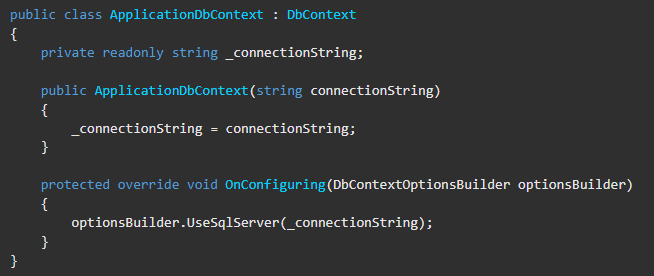 public class ApplicationDbContext : DbContext
{
    private readonly string _connectionString;

    public ApplicationDbContext(string connectionString)
    {
        _connectionString = connectionString;
    }

    protected override void OnConfiguring(DbContextOptionsBuilder optionsBuilder)
    {
        optionsBuilder.UseSqlServer(_connectionString);
    }
}